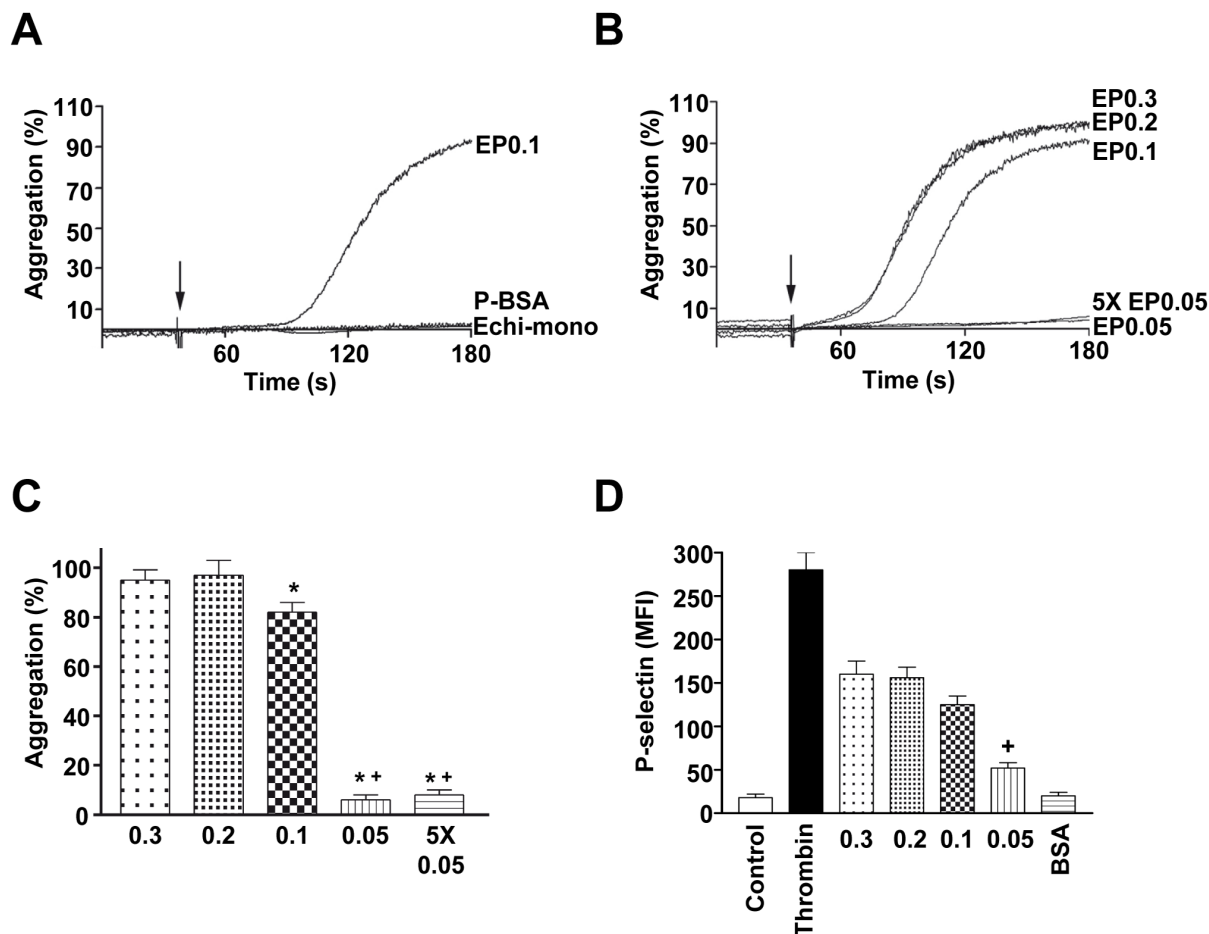 A
Aggregation (%)
110
90
70
50
30
10
EP0.1
P-BSA
Echi-mono
60
120
180
Time (s)
B
Aggregation (%)
110
90
70
50
30
10
EP0.3
EP0.2
EP0.1
5X EP0.05
EP0.05
60
120
180
Time (s)
C
Aggregation (%)
100
80
60
40
20
0
*
* +
* +
0.3
0.2
0.1
0.05
5X
0.05
D
P-selectin (MFI)
300
250
200
150
100
50
0
+
Control
Thrombin
0.3
0.2
0.1
0.05
BSA